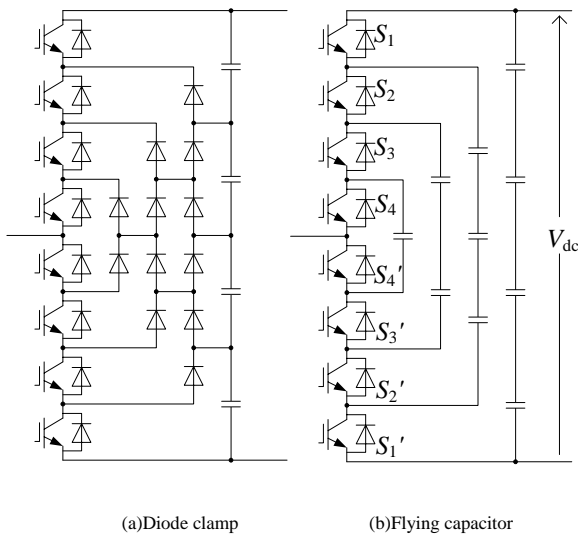 S1
S2
S3
S4
Vdc
S4′
S3′
S2′
S1′
(a)Diode clamp
(b)Flying capacitor